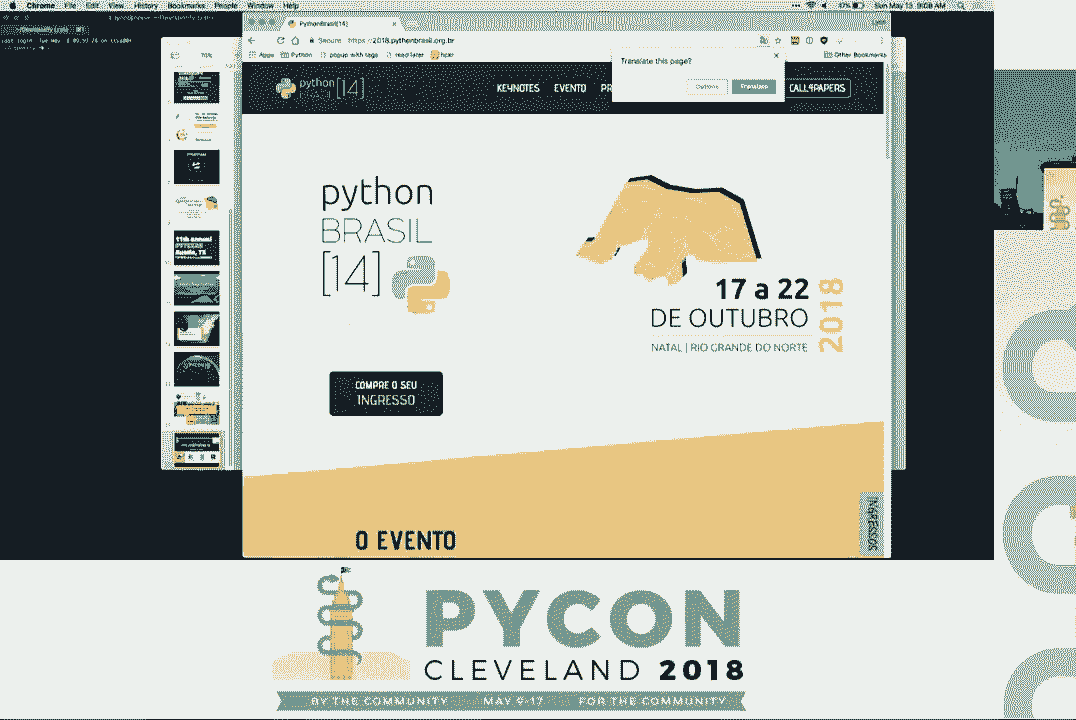 Chrome File Edit View History Bookmarks People Window Help
47% Sun May 13 9:08 AM
PythonBrasil[14]
Secure https://2018.pythonbrasil.org.br
Apps Python popup with tags read later
Other Bookmarks
Translate this page?
Options Translate
python [14]
KEYNOTES EVENTO PR CALL4PAPERS
python
BRASIL
[14]
17 a 22
DE OUTUBRO
2018
NATAL | RIO GRANDE DO NORTE
COMPRE O SEU
INGRESSO
INGRESSOS
O EVENTO
PYCON
CLEVELAND 2018
BY THE COMMUNITY MAY 9-17 FOR THE COMMUNITY